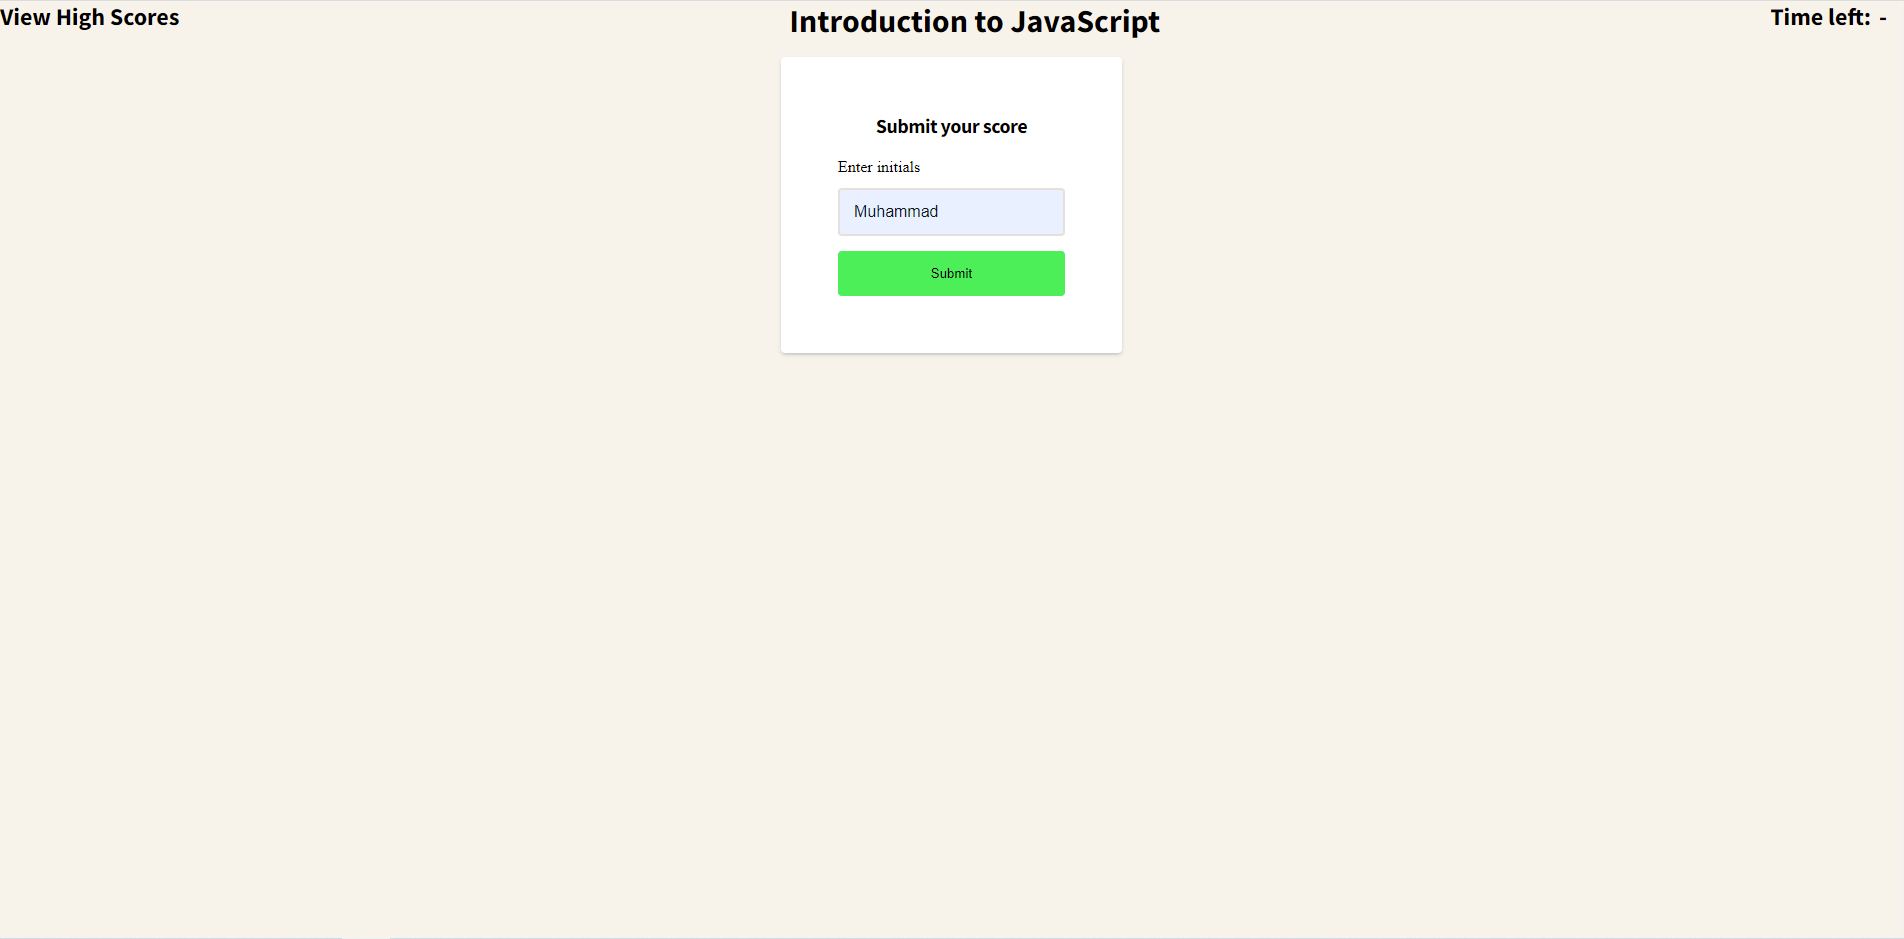 View High Scores
Introduction to JavaScript
Time left: -
Submit your score
Enter initials
Muhammad
Submit